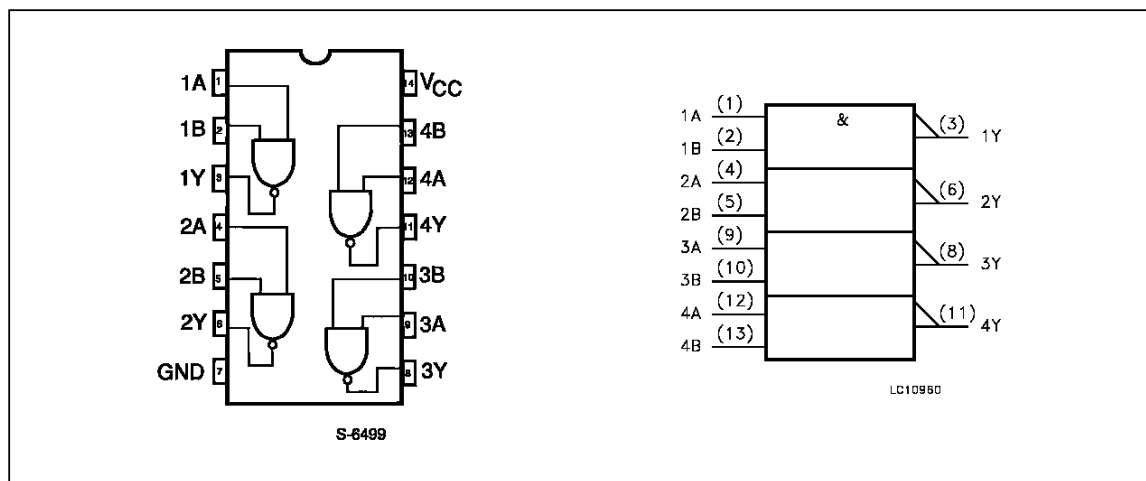 1A 1
1B 2
1Y 3
2A 4
2B 5
2Y 6
GND 7
14 VCC
13 4B
12 4A
11 4Y
10 3B
9 3A
8 3Y
S-6499
1A (1)
1B (2)
2A (4)
2B (5)
3A (9)
3B (10)
4A (12)
4B (13)
&
(3) 1Y
(6) 2Y
(8) 3Y
(11) 4Y
LC10960